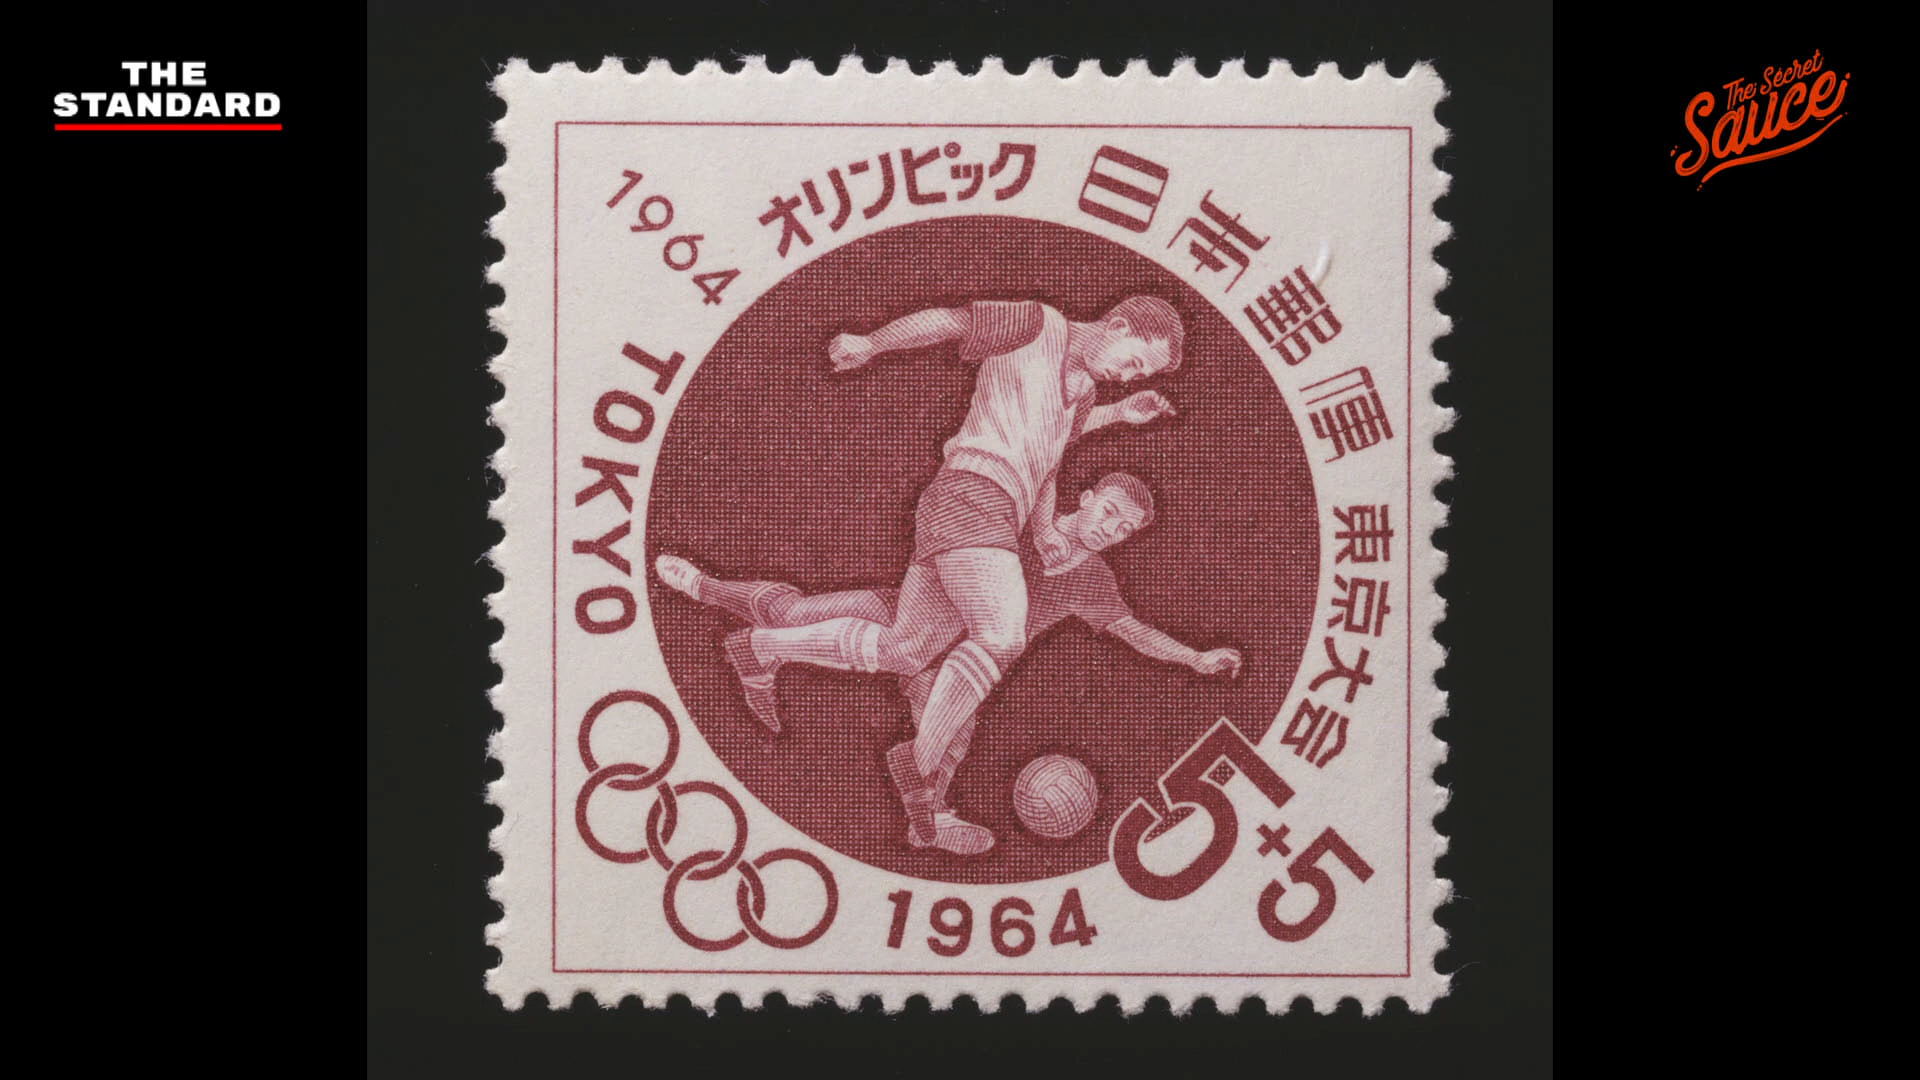 THE
STANDARD
The Secret
Sauce
1964
オリンピック
日本郵便
東京大会
TOKYO
1964
5+5